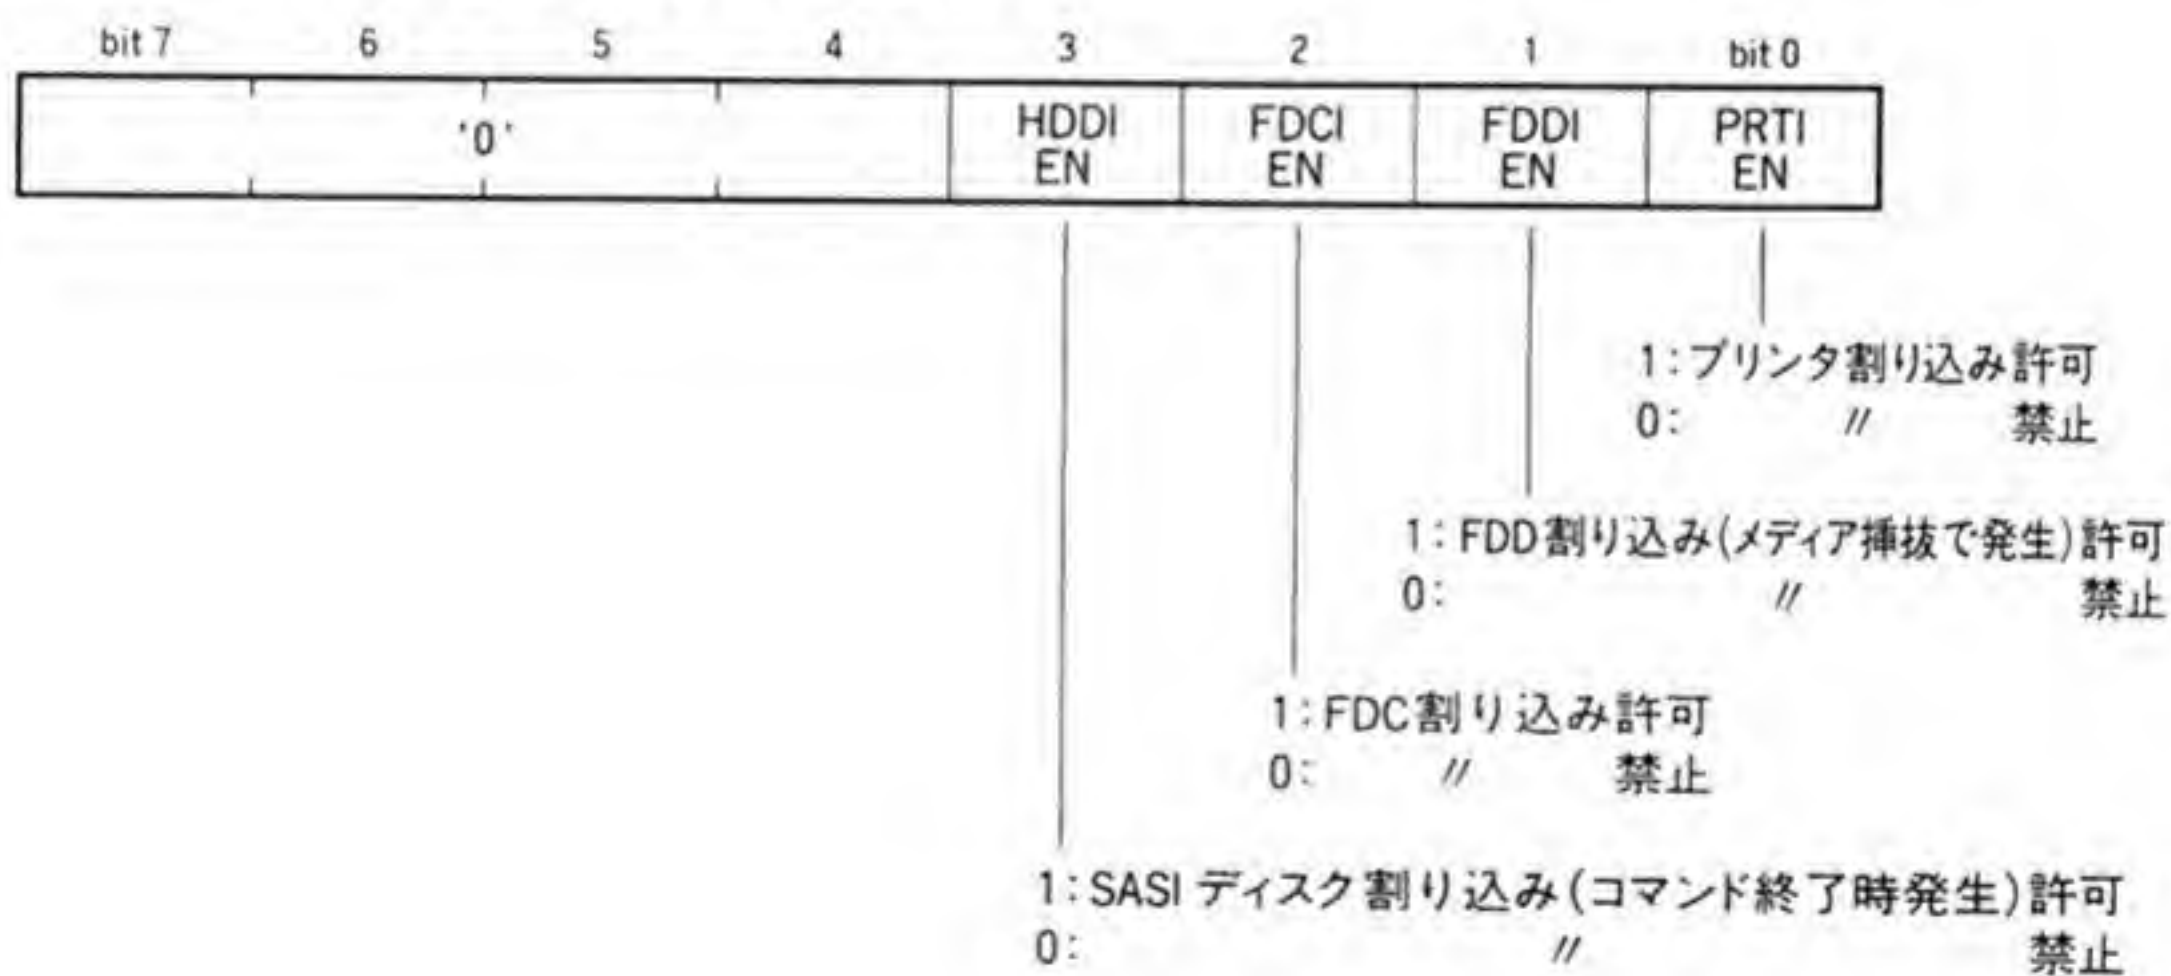 bit 7 6 5 4 3 2 1 bit 0
'0' HDDI EN FDCI EN FDDI EN PRTI EN
1:プリンタ割り込み許可
0: 〃 禁止
1:FDD割り込み(メディア挿抜で発生)許可
0: 〃 禁止
1:FDC割り込み許可
0: 〃 禁止
1:SASI ディスク割り込み(コマンド終了時発生)許可
0: 〃 禁止